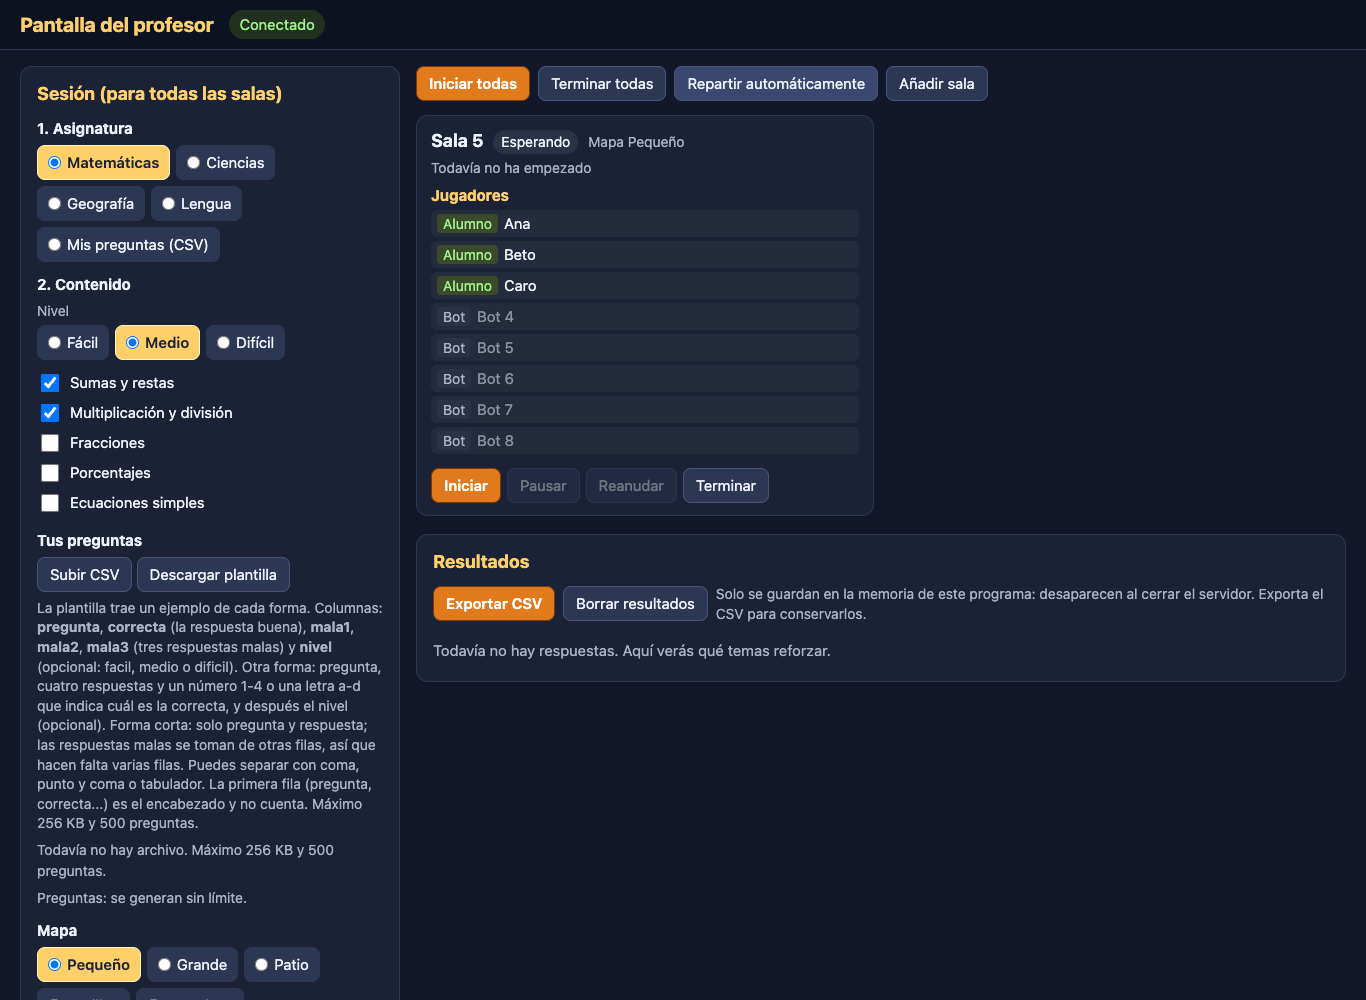 Pantalla del profesor
Conectado
Sesión (para todas las salas)
1. Asignatura
Matemáticas
Ciencias
Geografía
Lengua
Mis preguntas (CSV)
2. Contenido
Nivel
Fácil
Medio
Difícil
Sumas y restas
Multiplicación y división
Fracciones
Porcentajes
Ecuaciones simples
Tus preguntas
Subir CSV
Descargar plantilla
La plantilla trae un ejemplo de cada forma. Columnas:
pregunta, correcta (la respuesta buena), mala1,
mala2, mala3 (tres respuestas malas) y nivel
(opcional: facil, medio o dificil). Otra forma: pregunta,
cuatro respuestas y un número 1-4 o una letra a-d
que indica cuál es la correcta, y después el nivel
(opcional). Forma corta: solo pregunta y respuesta;
las respuestas malas se toman de otras filas, así que
hacen falta varias filas. Puedes separar con coma,
punto y coma o tabulador. La primera fila (pregunta,
correcta...) es el encabezado y no cuenta. Máximo
256 KB y 500 preguntas.
Todavía no hay archivo. Máximo 256 KB y 500
preguntas.
Preguntas: se generan sin límite.
Mapa
Pequeño
Grande
Patio
Iniciar todas
Terminar todas
Repartir automáticamente
Añadir sala
Sala 5
Esperando
Mapa Pequeño
Todavía no ha empezado
Jugadores
Alumno Ana
Alumno Beto
Alumno Caro
Bot Bot 4
Bot Bot 5
Bot Bot 6
Bot Bot 7
Bot Bot 8
Iniciar
Pausar
Reanudar
Terminar
Resultados
Exportar CSV
Borrar resultados
Solo se guardan en la memoria de este programa: desaparecen al cerrar el servidor. Exporta el
CSV para conservarlos.
Todavía no hay respuestas. Aquí verás qué temas reforzar.